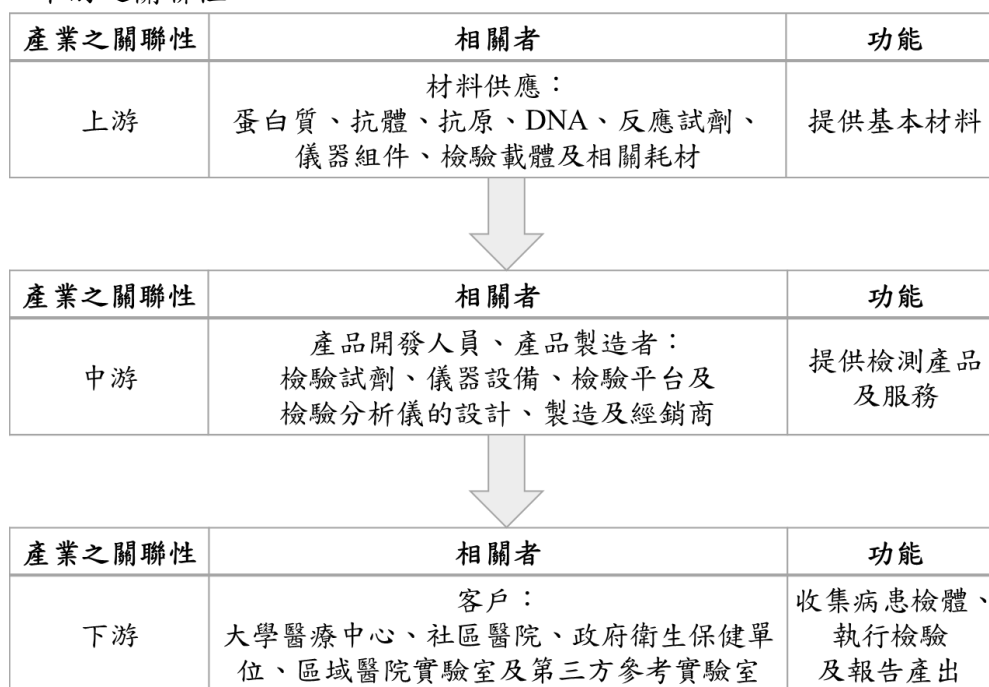 產業之關聯性 相關者 功能
上游 材料供應：
蛋白質、抗體、抗原、DNA、反應試劑、
儀器組件、檢驗載體及相關耗材 提供基本材料
產業之關聯性 相關者 功能
中游 產品開發人員、產品製造者：
檢驗試劑、儀器設備、檢驗平台及
檢驗分析儀的設計、製造及經銷商 提供檢測產品
及服務
產業之關聯性 相關者 功能
下游 客戶：
大學醫療中心、社區醫院、政府衛生保健單
位、區域醫院實驗室及第三方參考實驗室 收集病患檢體、
執行檢驗
及報告產出